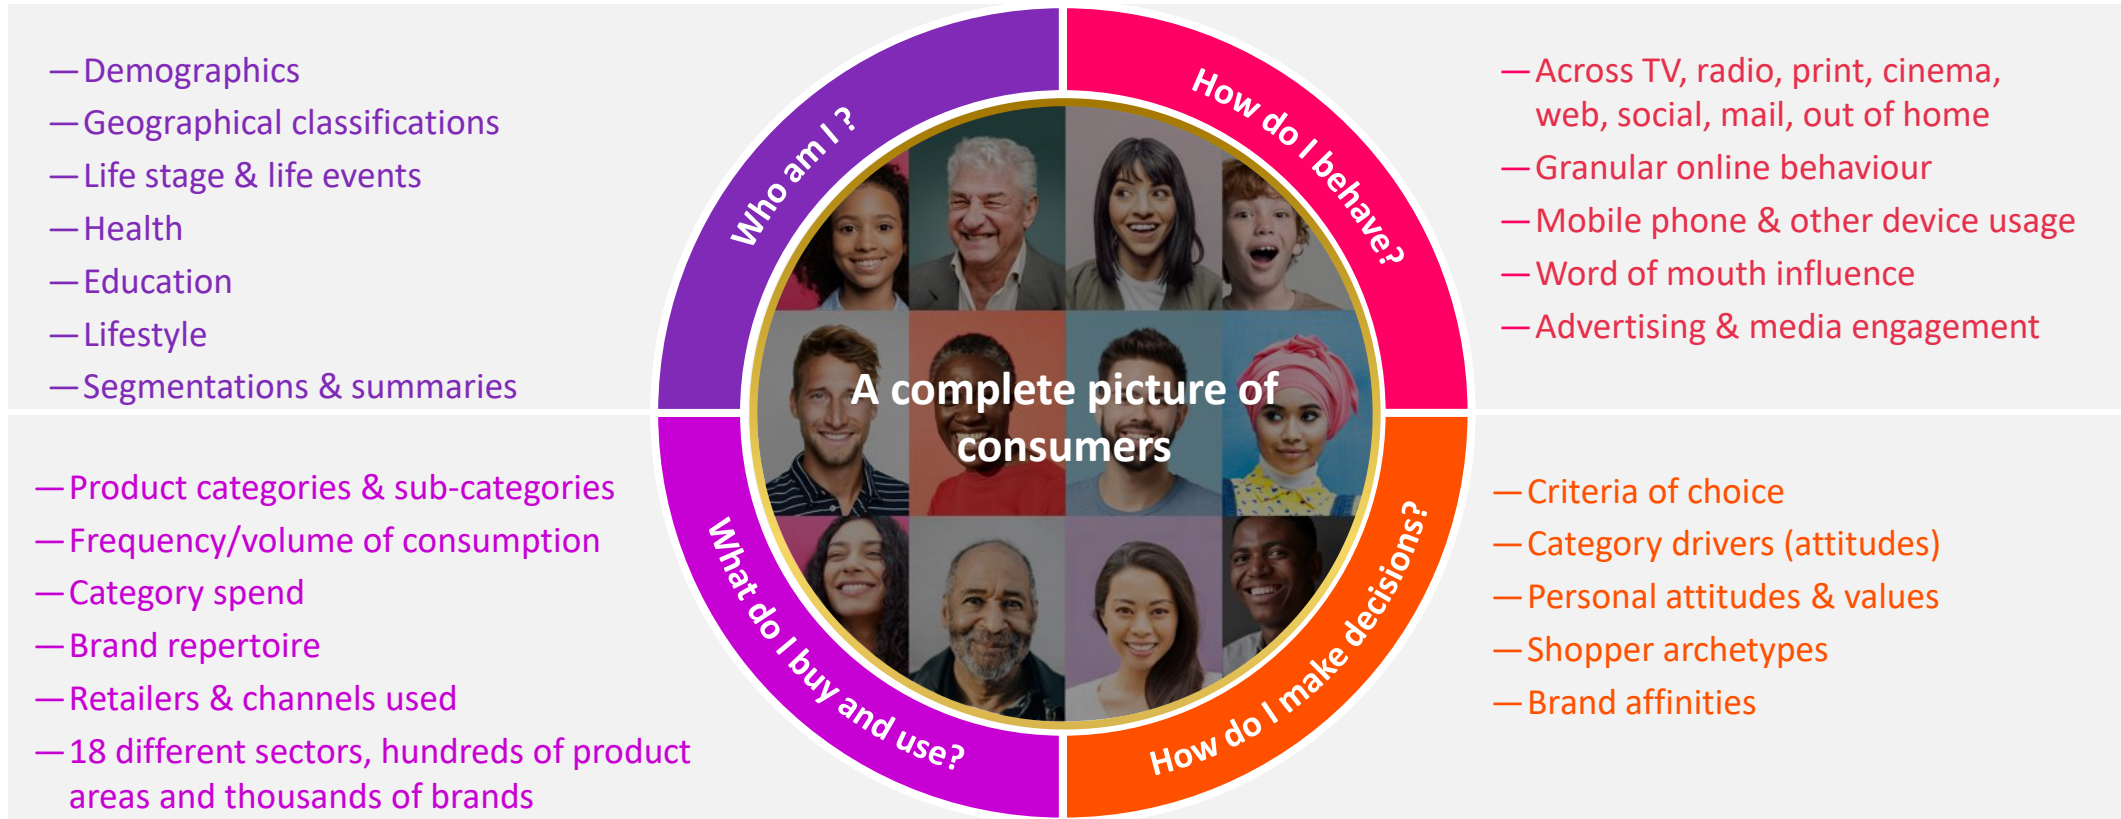 —Demographics
—Geographical classifications
—Life stage & life events
—Health
—Education
—Lifestyle
—Segmentations & summaries
Who am I ?
How do I behave?
—Across TV, radio, print, cinema,
web, social, mail, out of home
—Granular online behaviour
—Mobile phone & other device usage
—Word of mouth influence
—Advertising & media engagement
A complete picture of
consumers
—Product categories & sub-categories
—Frequency/volume of consumption
—Category spend
—Brand repertoire
—Retailers & channels used
—18 different sectors, hundreds of product
areas and thousands of brands
What do I buy and use?
How do I make decisions?
—Criteria of choice
—Category drivers (attitudes)
—Personal attitudes & values
—Shopper archetypes
—Brand affinities